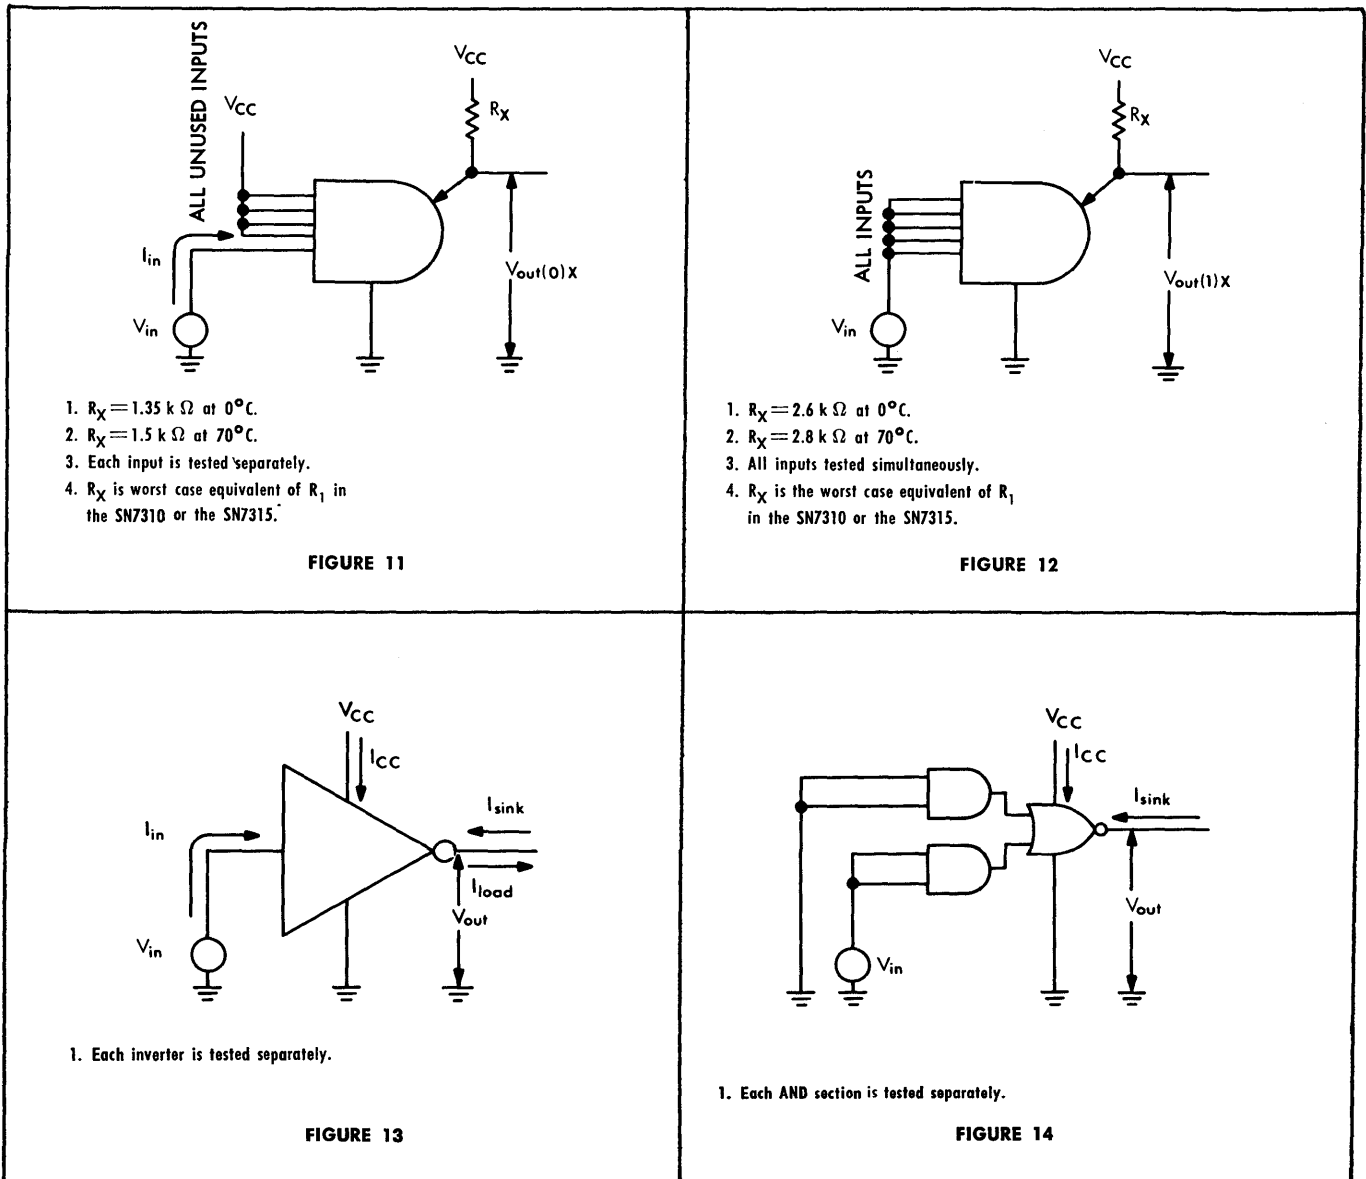 ALL UNUSED INPUTS
VCC
VCC
RX
Iin
Vin
Vout(0)X
1. RX = 1.35 k Ω at 0°C.
2. RX = 1.5 k Ω at 70°C.
3. Each input is tested separately.
4. RX is worst case equivalent of R1 in
the SN7310 or the SN7315.
FIGURE 11
VCC
RX
ALL INPUTS
Vin
Vout(1)X
1. RX = 2.6 k Ω at 0°C.
2. RX = 2.8 k Ω at 70°C.
3. All inputs tested simultaneously.
4. RX is the worst case equivalent of R1
in the SN7310 or the SN7315.
FIGURE 12
VCC
ICC
Isink
Iin
Iload
Vout
Vin
1. Each inverter is tested separately.
FIGURE 13
VCC
ICC
Isink
Vout
Vin
1. Each AND section is tested separately.
FIGURE 14